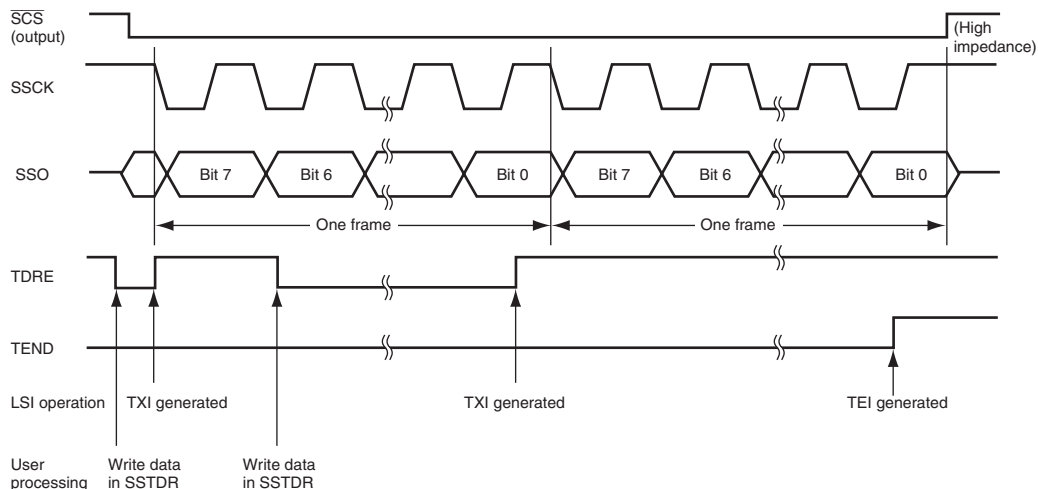 SCS
(output)
(High
impedance)
SSCK
SSO
Bit 7
Bit 6
Bit 0
Bit 7
Bit 6
Bit 0
One frame
One frame
TDRE
TEND
LSI operation
TXI generated
TXI generated
TEI generated
User
processing
Write data
in SSTDR
Write data
in SSTDR